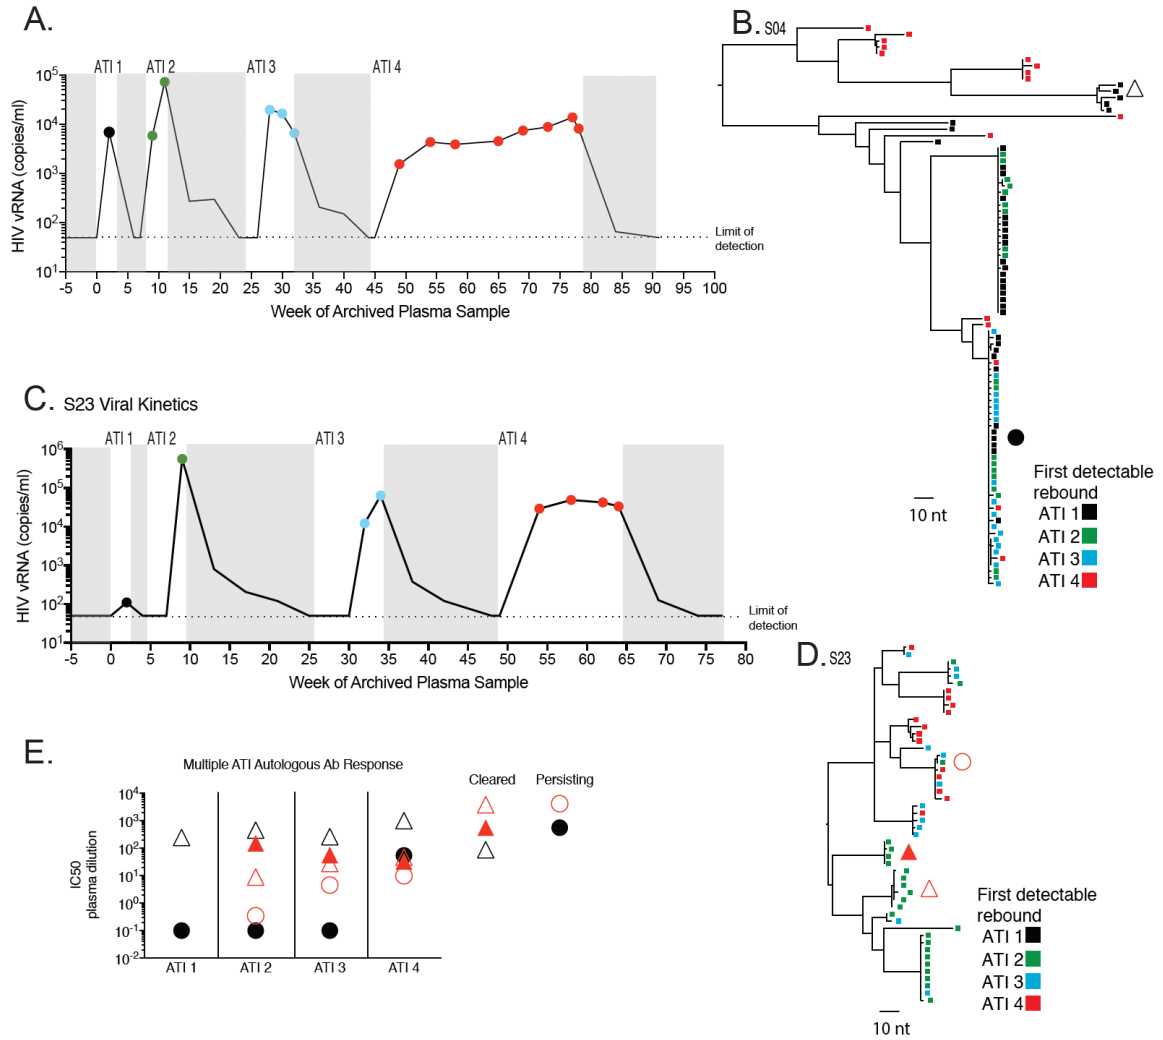 A.
ATI 1 ATI 2 ATI 3 ATI 4
HIV vRNA (copies/ml)
10^5
10^4
10^3
10^2
10^1
Limit of
detection
-5 0 5 10 15 20 25 30 35 40 45 50 55 60 65 70 75 80 85 90 95 100
Week of Archived Plasma Sample
B. S04
10 nt
First detectable
rebound
ATI 1
ATI 2
ATI 3
ATI 4
C. S23 Viral Kinetics
ATI 1 ATI 2 ATI 3 ATI 4
HIV vRNA (copies/ml)
10^6
10^5
10^4
10^3
10^2
10^1
Limit of
detection
-5 0 5 10 15 20 25 30 35 40 45 50 55 60 65 70 75 80
Week of Archived Plasma Sample
D. S23
First detectable
rebound
ATI 1
ATI 2
ATI 3
ATI 4
10 nt
E.
Multiple ATI Autologous Ab Response
Cleared Persisting
IC50
plasma dilution
10^4
10^3
10^2
10^1
10^0
10^-1
10^-2
ATI 1 ATI 2 ATI 3 ATI 4